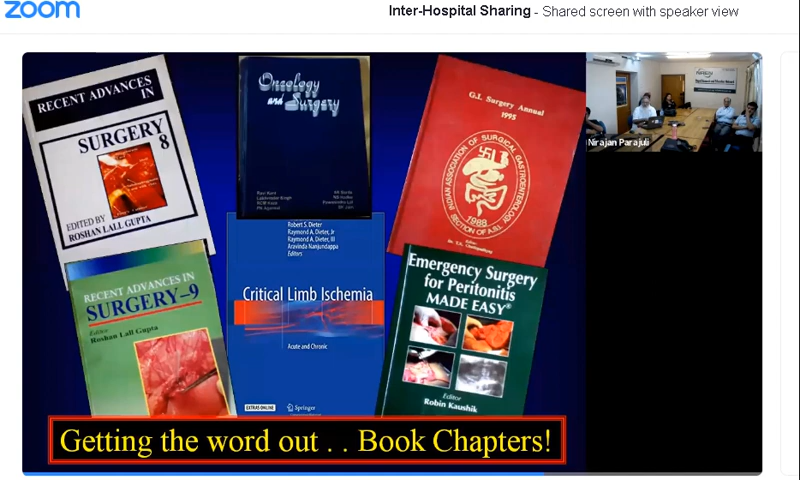 zoom
Inter-Hospital Sharing - Shared screen with speaker view
RECENT ADVANCES
IN
SURGERY
8
EDITED BY
ROSHAN LALL GUPTA
Oncology
and Surgery
G.I. Surgery Annual
1995
INDIAN ASSOCIATION OF SURGICAL GASTROENTEROLOGY
1988
SECTION OF A.S.I.
Nirajan Parajuli
RECENT ADVANCES IN
SURGERY–9
Editor
Roshan Lall Gupta
Robert S. Dieter
Raymond A. Dieter, Jr
Raymond A. Dieter, III
Aravinda Nanjundappa
Editors
Critical Limb Ischemia
Acute and Chronic
EXTRAS ONLINE
Springer
Emergency Surgery
for Peritonitis
MADE EASY®
Editor
Robin Kaushik
Getting the word out . . Book Chapters!